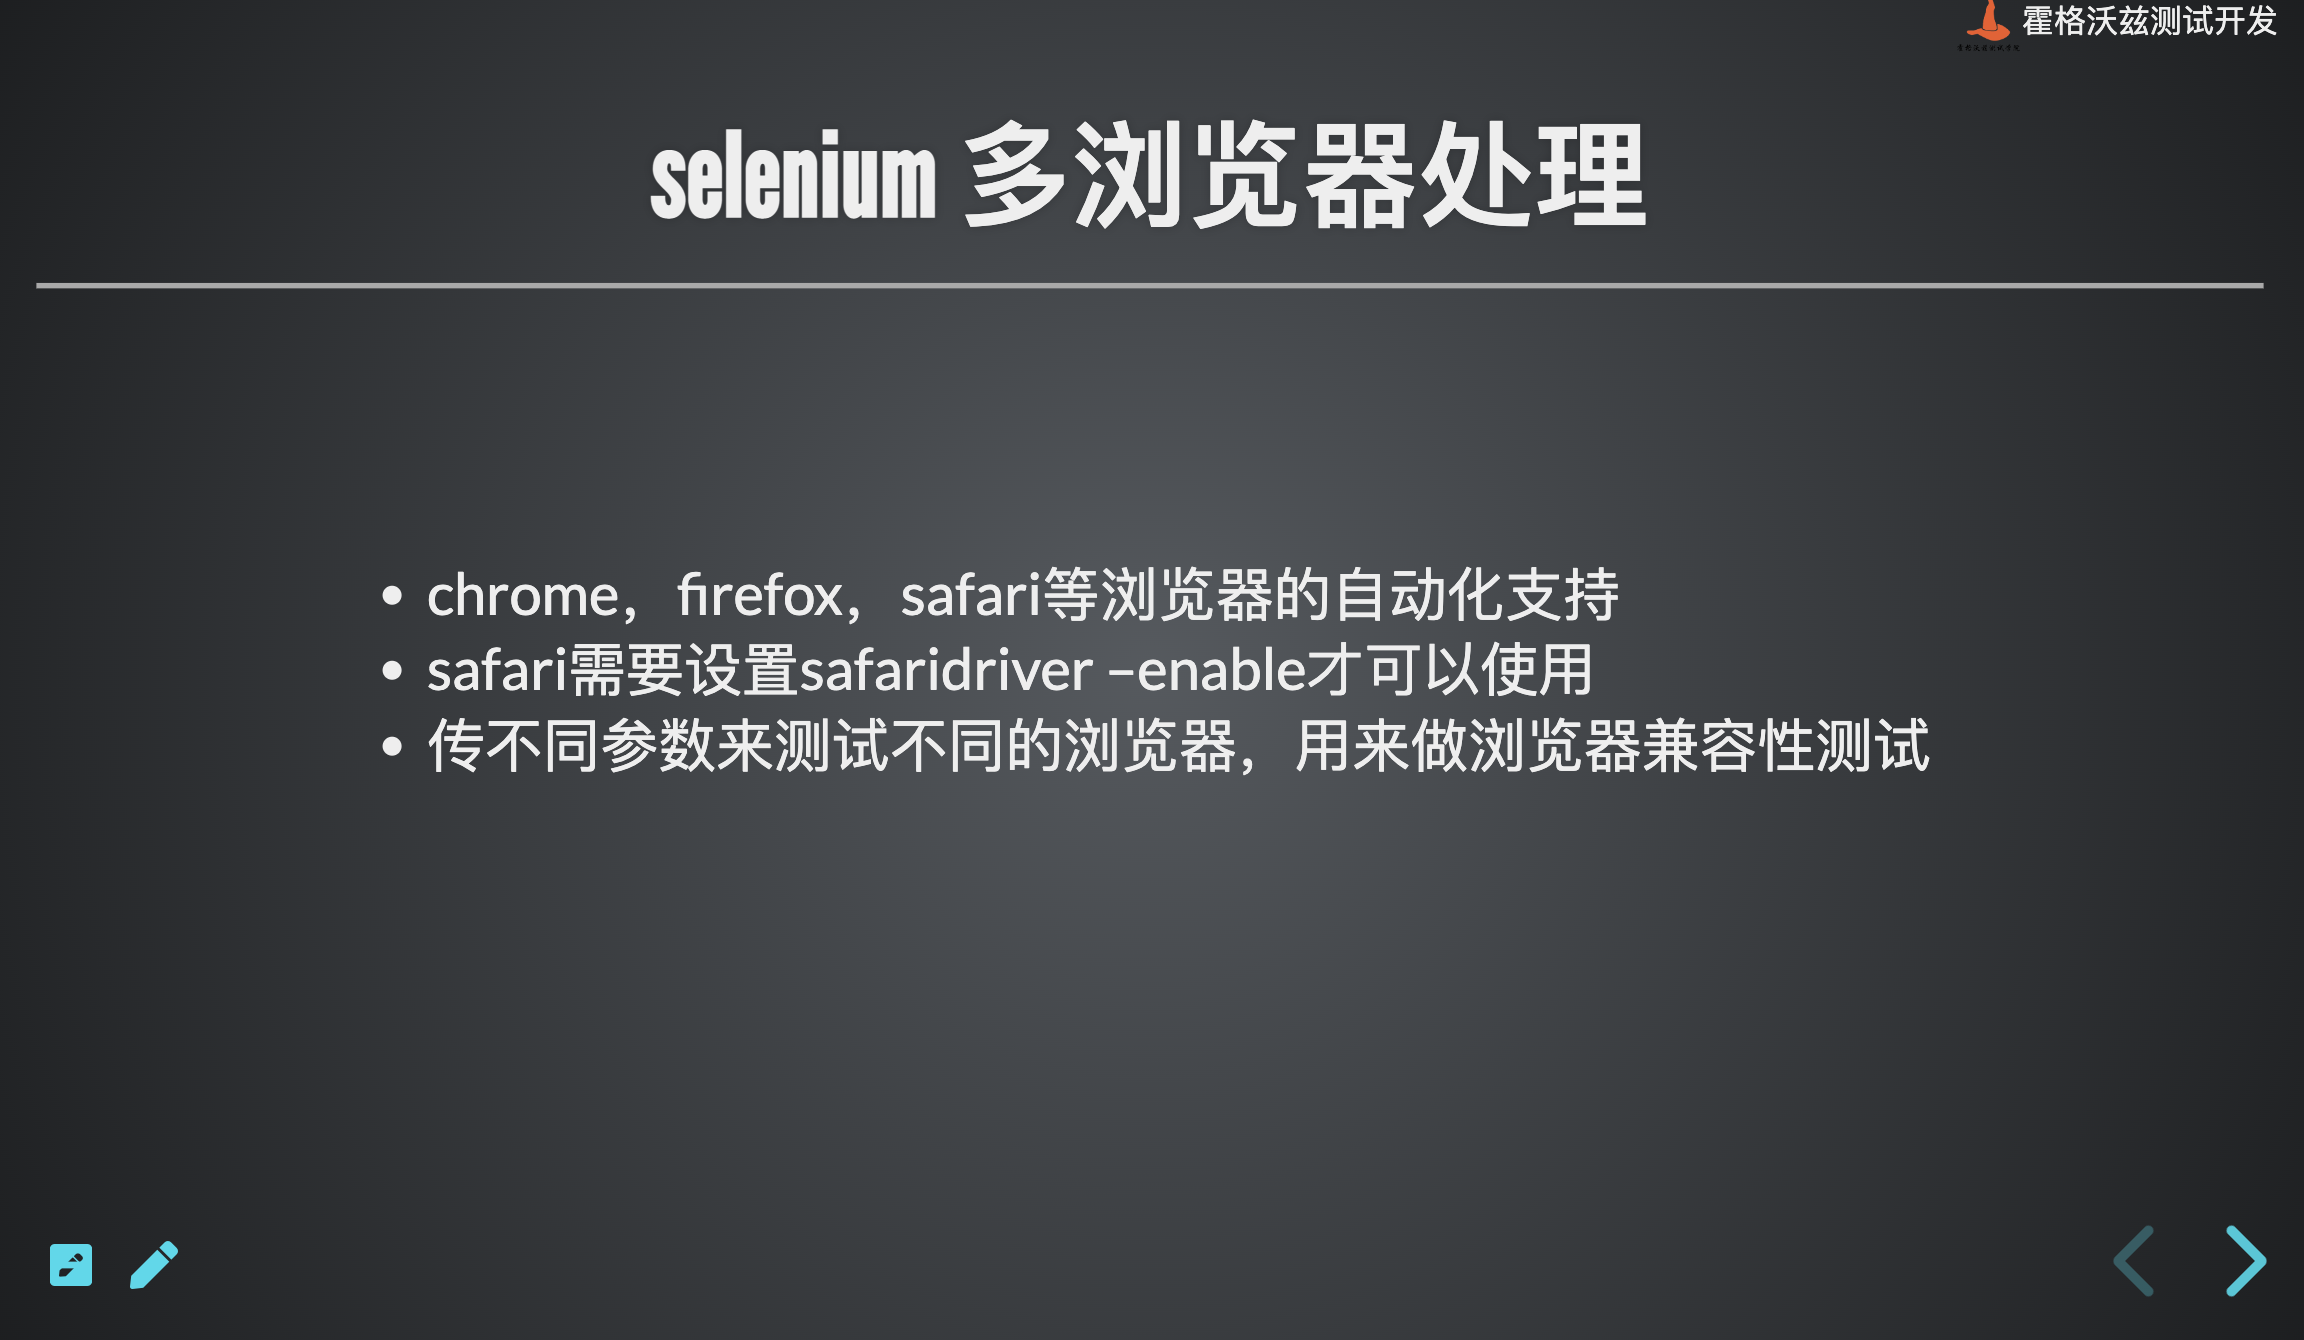 霍格沃兹测试开发
selenium 多浏览器处理
chrome，firefox，safari等浏览器的自动化支持
safari需要设置safaridriver –enable才可以使用
传不同参数来测试不同的浏览器，用来做浏览器兼容性测试